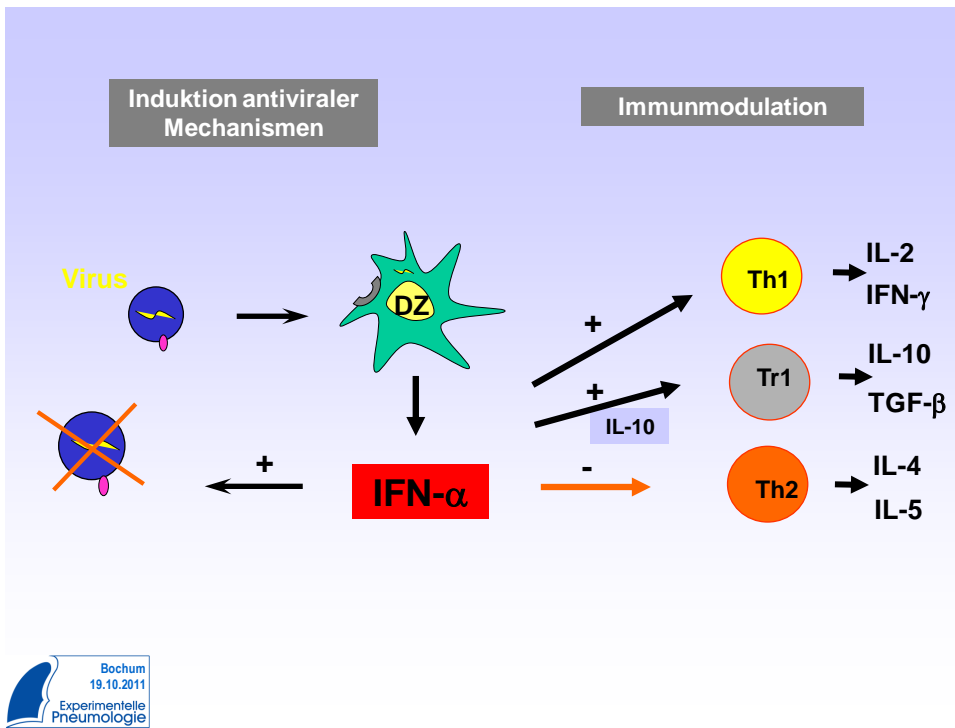 Induktion antiviraler
Mechanismen
Immunmodulation
Virus
DZ
+
+
IL-10
+
IFN-α
-
Th1
IL-2
IFN-γ
Tr1
IL-10
TGF-β
Th2
IL-4
IL-5
Bochum
19.10.2011
Experimentelle
Pneumologie